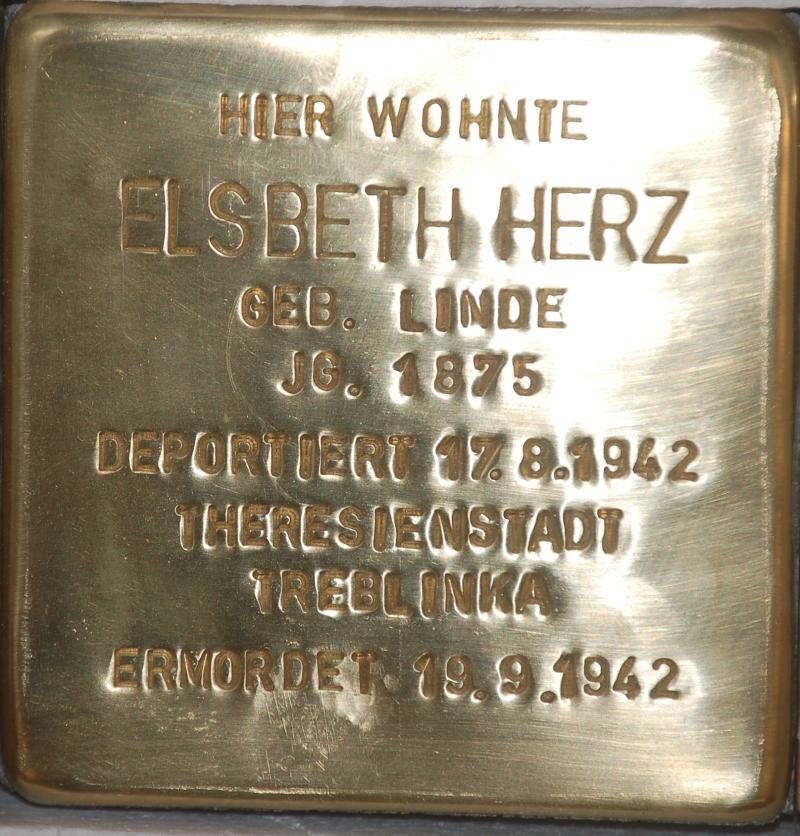 HIER WOHNTE
ELSBETH HERZ
GEB. LINDE
JG. 1875
DEPORTIERT 17. 8.1942
THERESIENSTADT
TREBLINKA
ERMORDET 19. 9.1942